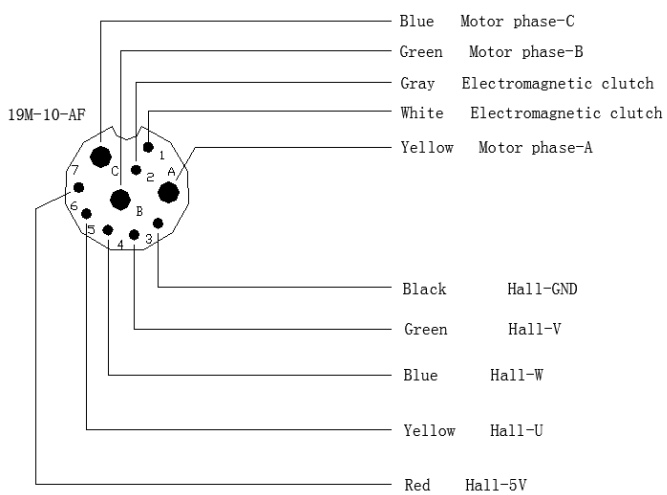 Blue Motor phase-C
Green Motor phase-B
Gray Electromagnetic clutch
White Electromagnetic clutch
19M-10-AF
Yellow Motor phase-A
1
2
7
C
A
6
B
5
4
3
Black Hall-GND
Green Hall-V
Blue Hall-W
Yellow Hall-U
Red Hall-5V